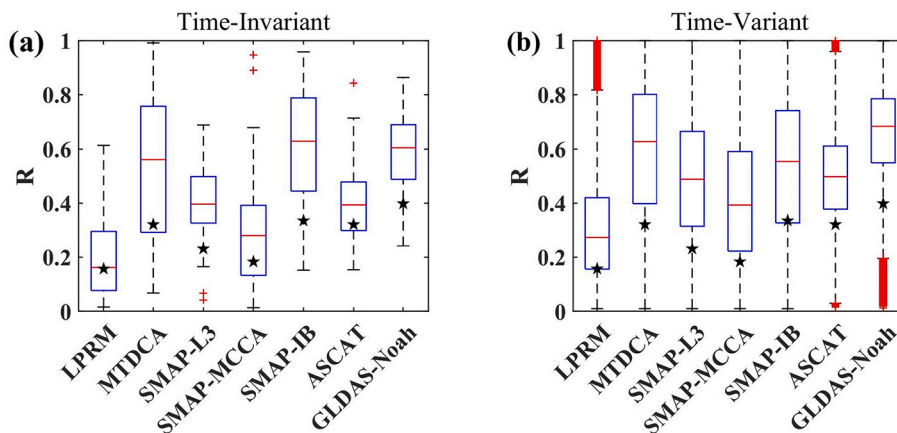 Time-Invariant
(a)
R
1
0.8
0.6
0.4
0.2
0
LPRM
MTDCA
SMAP-L3
SMAP-MCCA
SMAP-IB
ASCAT
GLDAS-Noah
Time-Variant
(b)
R
1
0.8
0.6
0.4
0.2
0
LPRM
MTDCA
SMAP-L3
SMAP-MCCA
SMAP-IB
ASCAT
GLDAS-Noah